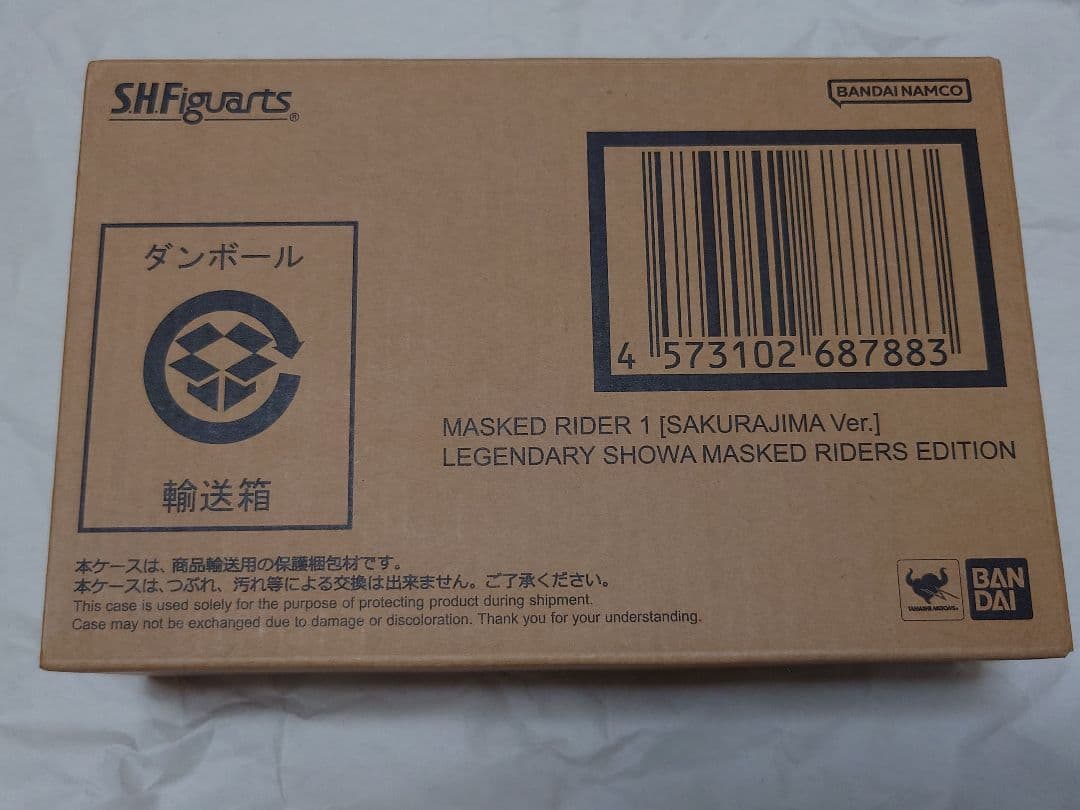 S.H.Figuarts®
BANDAI NAMCO
ダンボール
輸送箱
4 573102 687883
MASKED RIDER 1 [SAKURAJIMA Ver.]
LEGENDARY SHOWA MASKED RIDERS EDITION
本ケースは、商品輸送用の保護梱包材です。
本ケースは、つぶれ、汚れ等による交換は出来ません。ご了承ください。
This case is used solely for the purpose of protecting product during shipment.
Case may not be exchanged due to damage or discoloration. Thank you for your understanding.
TAMASHII NATIONS®
BAN
DAI